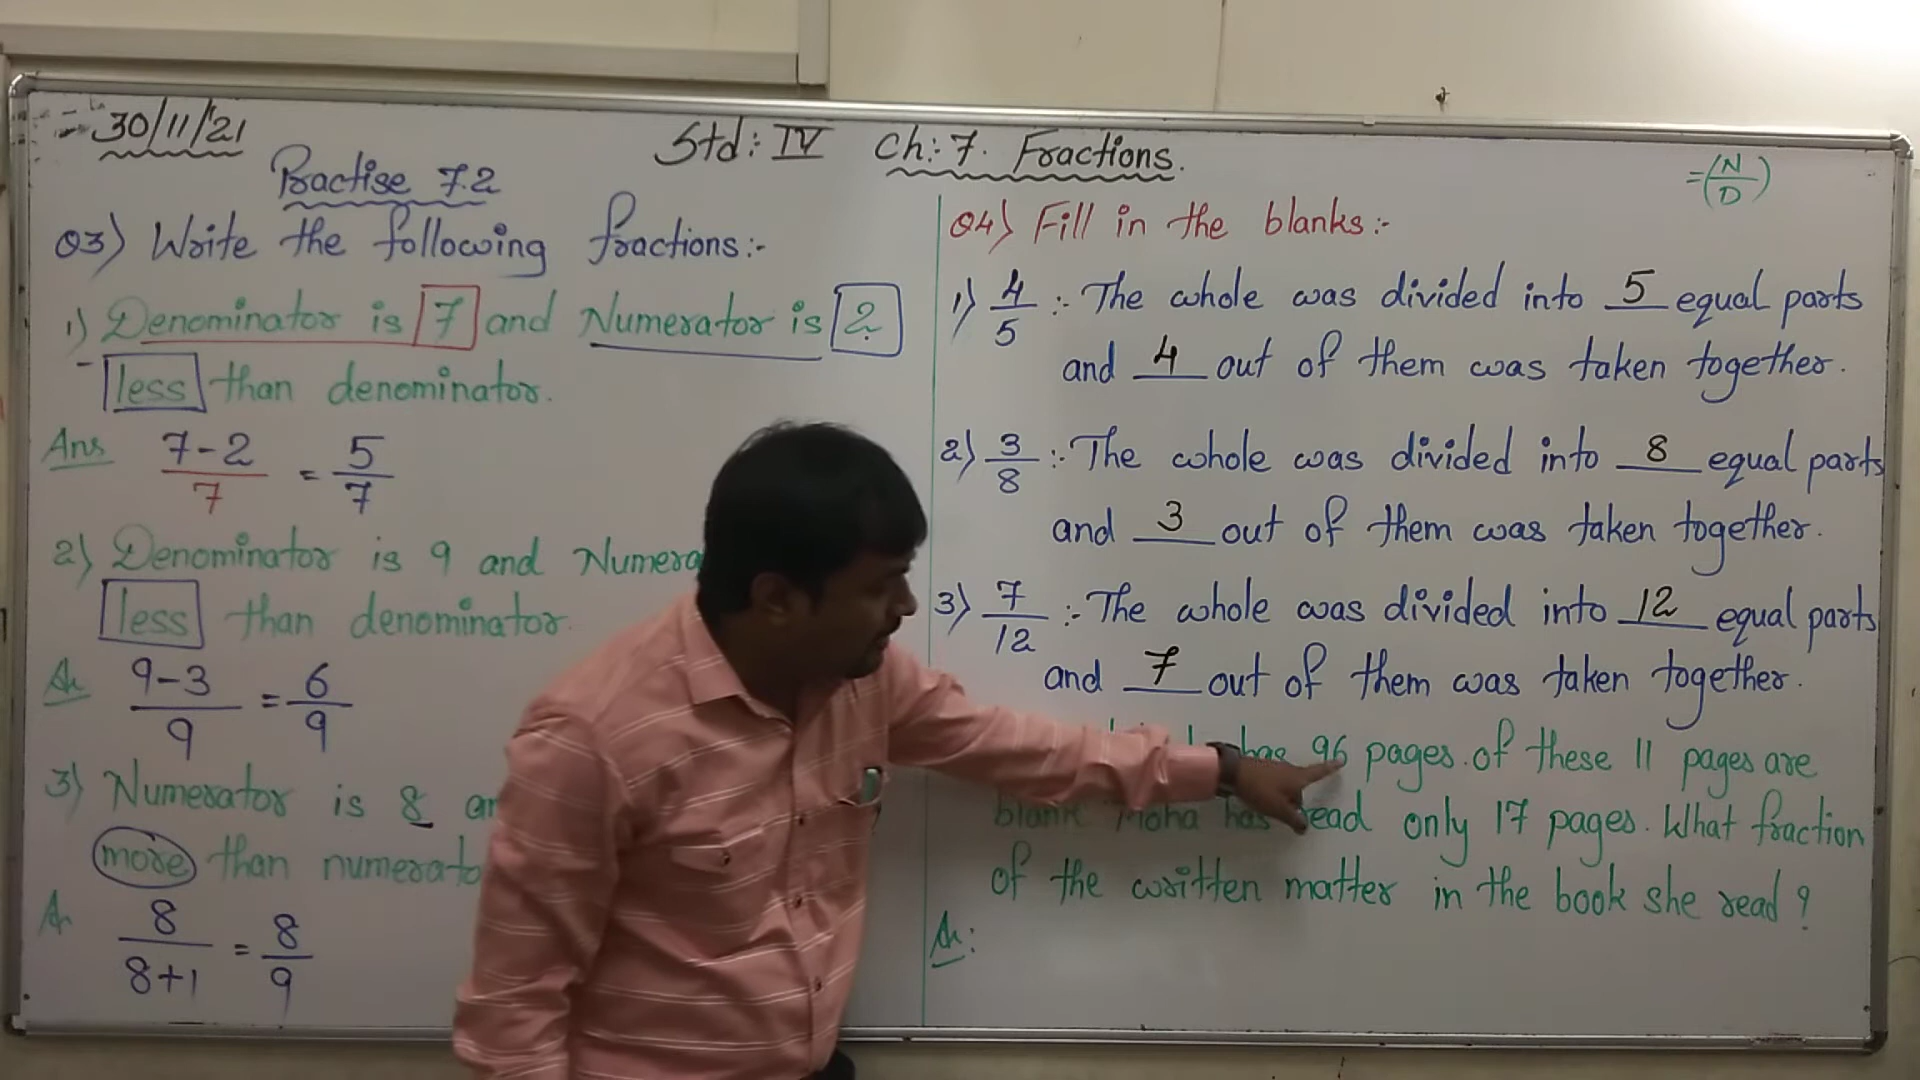 30/11/21
Std:- IV Ch:-7. Fractions.
= (N/D)
Practise 7.2
Q3) Write the following fractions:-
1) Denominator is 7 and Numerator is 2
less than denominator.
Ans 7-2/7 = 5/7
2) Denominator is 9 and
less than denominator.
9-3/9 = 6/9
3) Numerator is 8
more than
8/8+1 = 8/9
Q4) Fill in the blanks:-
1) 4/5 :- The whole was divided into 5 equal parts
and 4 out of them was taken together.
2) 3/8 :- The whole was divided into 8 equal parts
and 3 out of them was taken together.
3) 7/12 :- The whole was divided into 12 equal parts
and 7 out of them was taken together.
has 96 pages. of these 11 pages are
blank has read only 17 pages. What fraction
of the written matter in the book she read ?